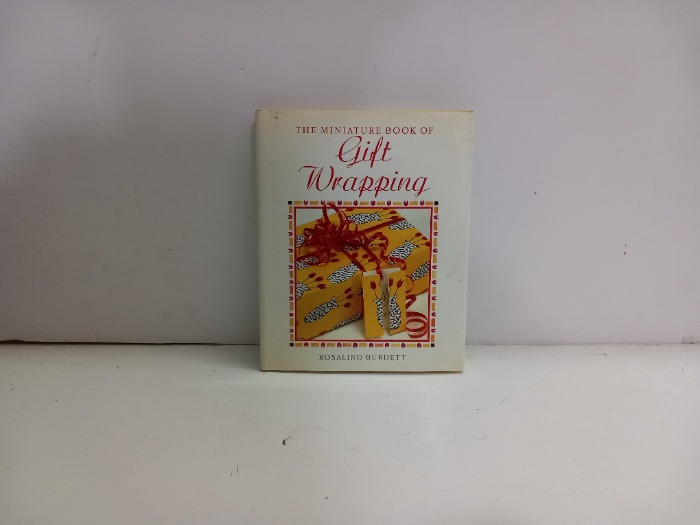 THE MINIATURE BOOK OF
Gift
Wrapping
ROSALIND BURDETT